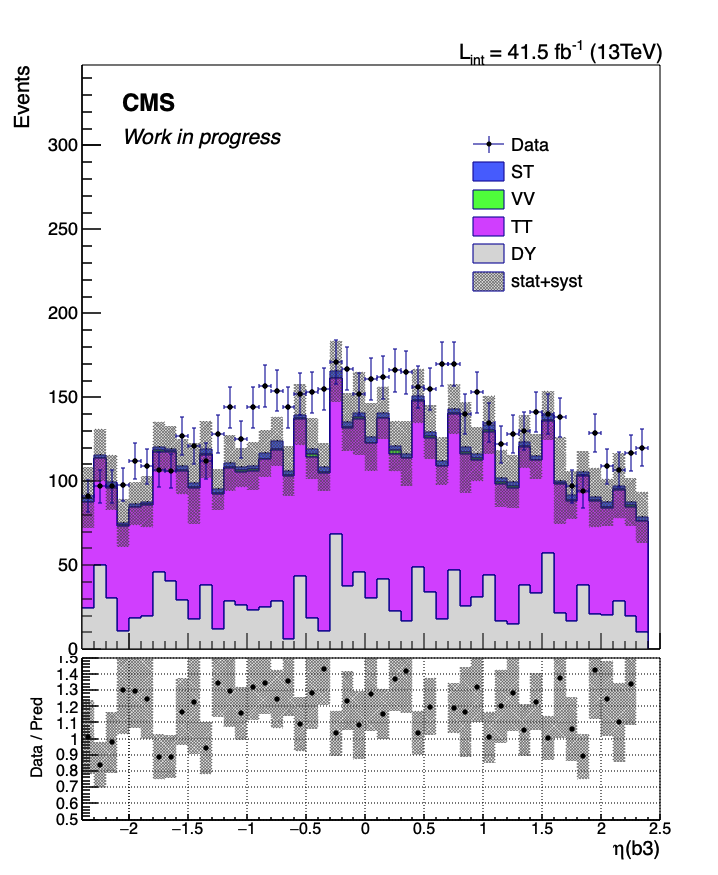 L_int = 41.5 fb⁻¹ (13TeV)
Events
CMS
Work in progress
Data
ST
VV
TT
DY
stat+syst
300
250
200
150
100
50
0
Data / Pred
1.5
1.4
1.3
1.2
1.1
1
0.9
0.8
0.7
0.6
0.5
−2 −1.5 −1 −0.5 0 0.5 1 1.5 2 2.5
η(b3)